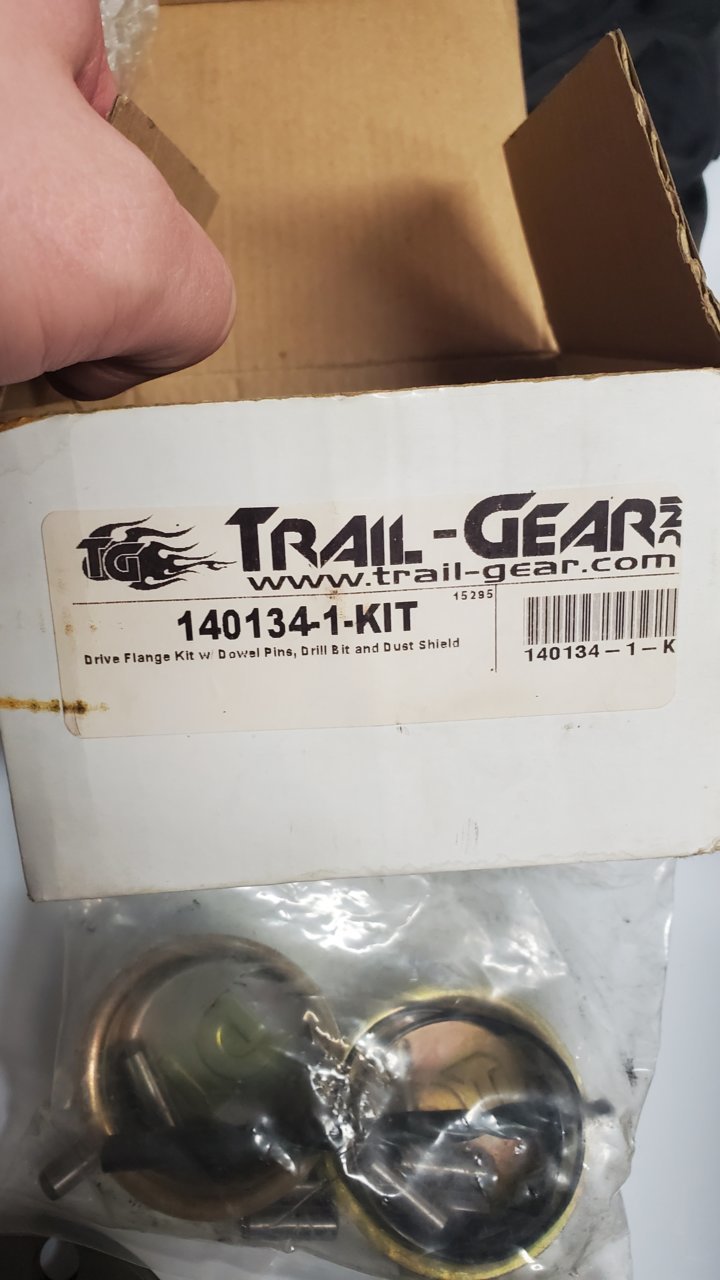 TG TRAIL-GEAR INC
www.trail-gear.com
15295
140134-1-KIT
Drive Flange Kit w/ Dowel Pins, Drill Bit and Dust Shield
140134-1-K